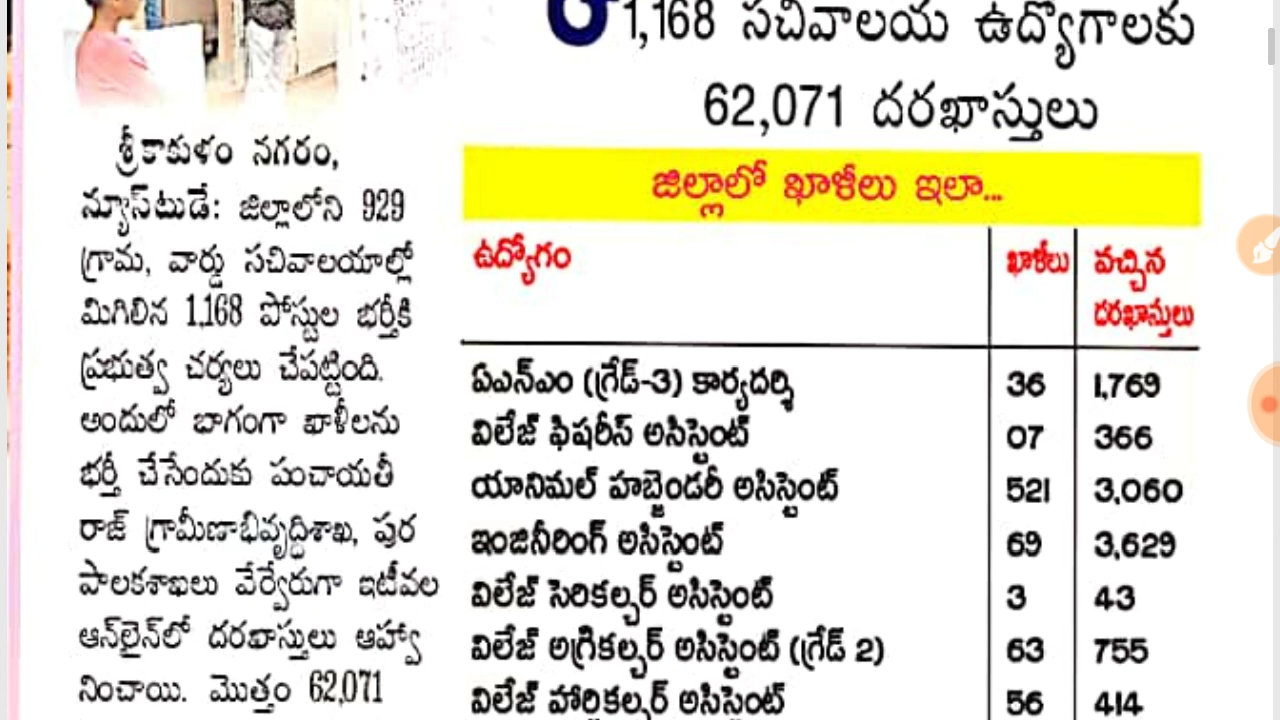 1,168 సచివాలయ ఉద్యోగాలకు
62,071 దరఖాస్తులు
శ్రీకాకుళం నగరం,
న్యూస్‌టుడే: జిల్లాలోని 929
గ్రామ, వార్డు సచివాలయాల్లో
మిగిలిన 1,168 పోస్టుల భర్తీకి
ప్రభుత్వ చర్యలు చేపట్టింది.
అందులో బాగంగా ఖాళీలను
భర్తీ చేసేందుకు పంచాయతీ
రాజ్ గ్రామీణాభివృద్ధిశాఖ, పుర
పాలకశాఖలు వేర్వేరుగా ఇటీవల
ఆన్‌లైన్‌లో దరఖాస్తులు ఆహ్వా
నించాయి. మొత్తం 62,071
జిల్లాలో ఖాళీలు ఇలా...
ఉద్యోగం ఖాళీలు వచ్చిన
దరఖాస్తులు
ఏఎన్ఎం (గ్రేడ్-3) కార్యదర్శి 36 1,769
విలేజ్ ఫిషరీస్ అసిస్టెంట్ 07 366
యానిమల్ హబ్జెండరీ అసిస్టెంట్ 521 3,060
ఇంజినీరింగ్ అసిస్టెంట్ 69 3,629
విలేజ్ సెరికల్చర్ అసిస్టెంట్ 3 43
విలేజ్ అగ్రికల్చర్ అసిస్టెంట్ (గ్రేడ్ 2) 63 755
విలేజ్ హార్టికల్చర్ అసిస్టెంట్ 56 414